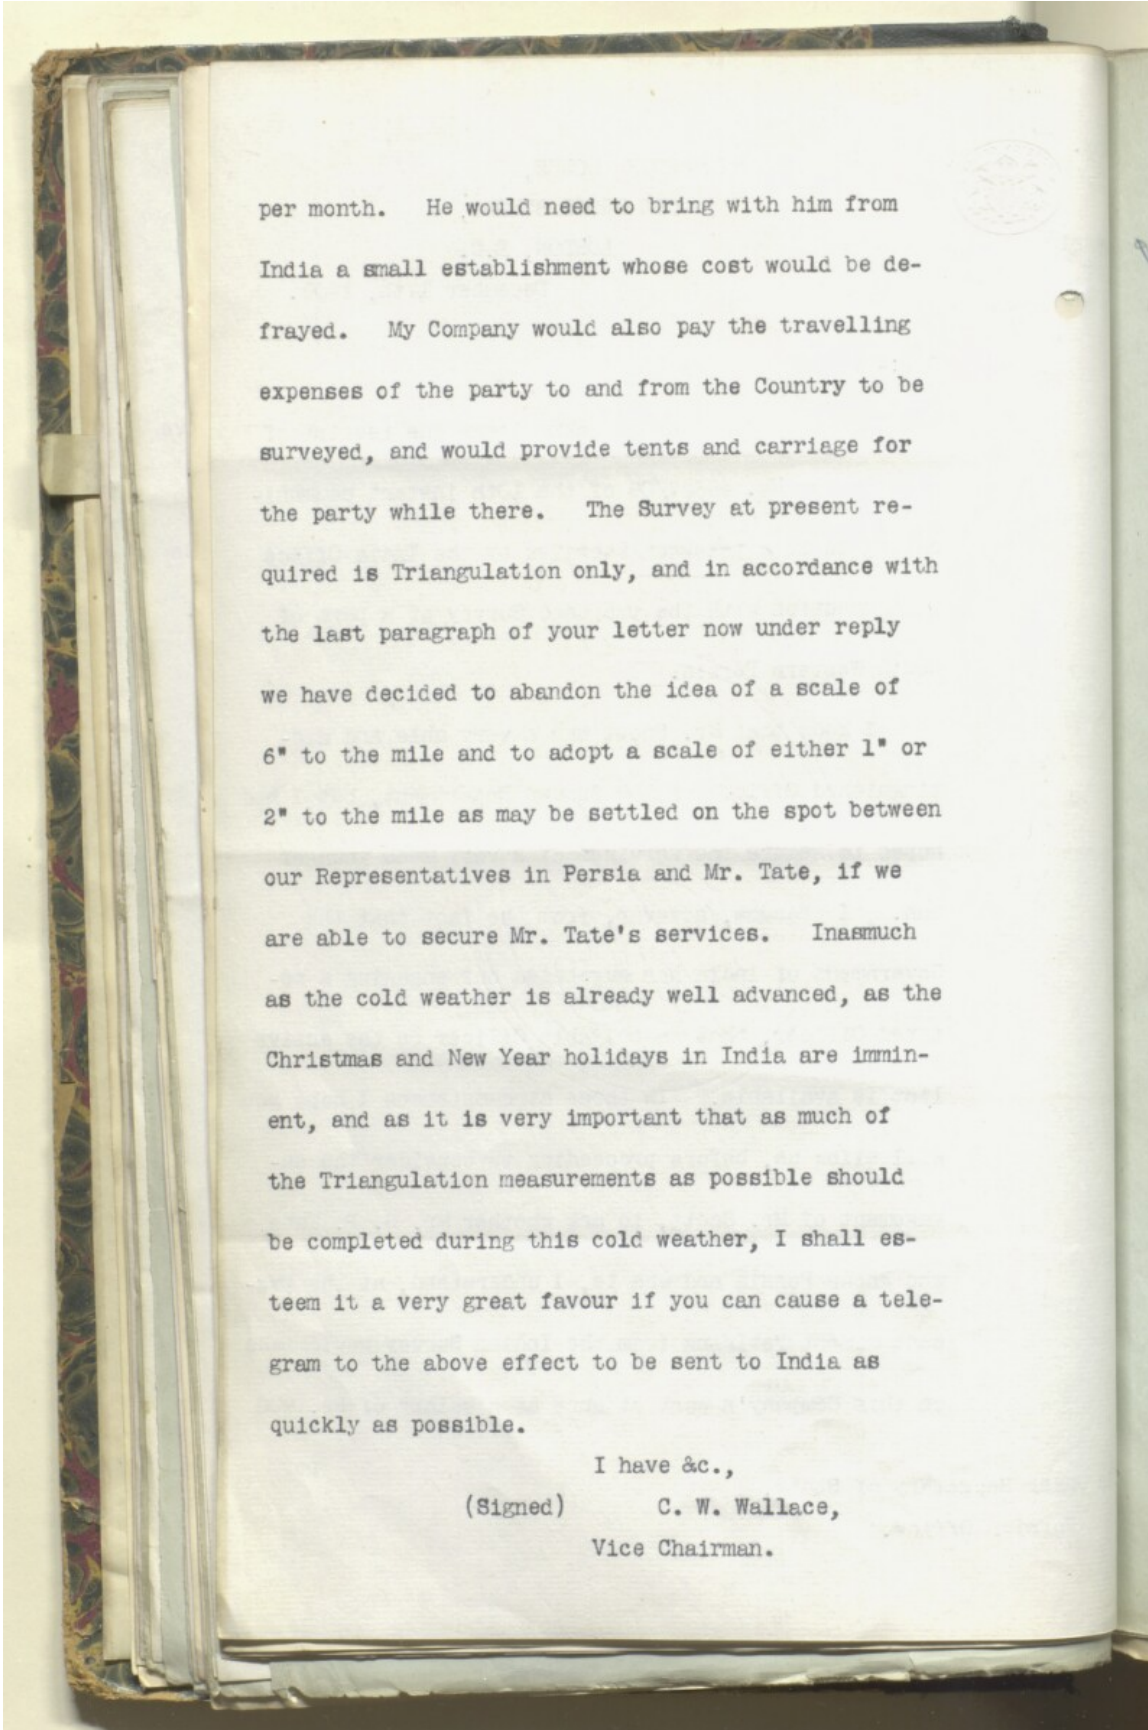 per month. He would need to bring with him from
India a small establishment whose cost would be de-
frayed. My Company would also pay the travelling
expenses of the party to and from the Country to be
surveyed, and would provide tents and carriage for
the party while there. The Survey at present re-
quired is Triangulation only, and in accordance with
the last paragraph of your letter now under reply
we have decided to abandon the idea of a scale of
6" to the mile and to adopt a scale of either 1" or
2" to the mile as may be settled on the spot between
our Representatives in Persia and Mr. Tate, if we
are able to secure Mr. Tate's services. Inasmuch
as the cold weather is already well advanced, as the
Christmas and New Year holidays in India are immin-
ent, and as it is very important that as much of
the Triangulation measurements as possible should
be completed during this cold weather, I shall es-
teem it a very great favour if you can cause a tele-
gram to the above effect to be sent to India as
quickly as possible.
I have &c.,
(Signed) C. W. Wallace,
Vice Chairman.